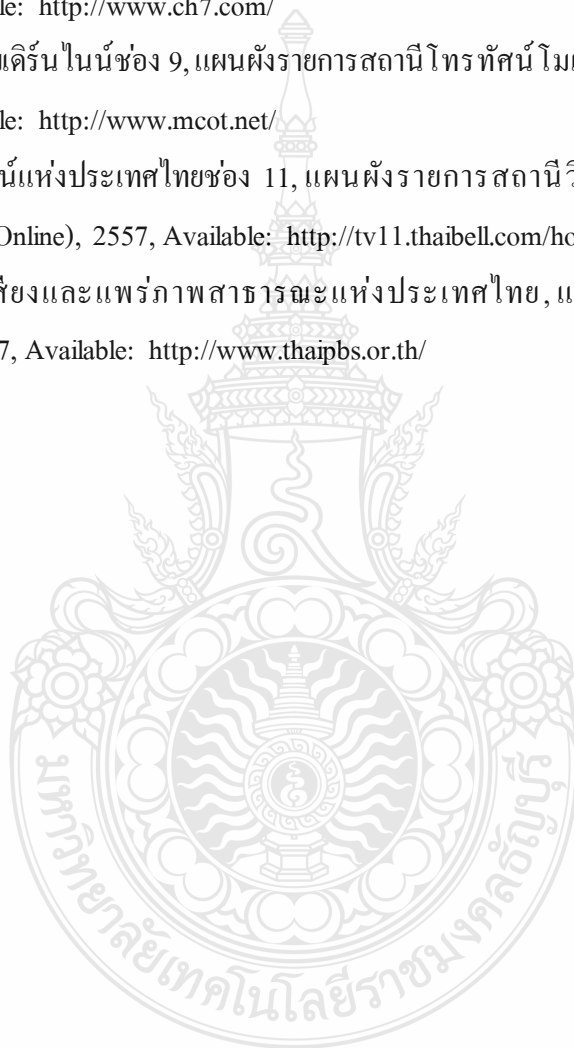 le: http://www.ch7.com/
เดิร์นไนน์ช่อง 9, แผนผังรายการสถานีโทรทัศน์โมเ
le: http://www.mcot.net/
น์แห่งประเทศไทยช่อง 11, แผนผังรายการสถานีวิ
Online), 2557, Available: http://tv11.thaibell.com/ho
สียงและแพร่ภาพสาธารณะแห่งประเทศไทย, แ
7, Available: http://www.thaipbs.or.th/
มหาวิทยาลัยเทคโนโลยีราชมงคลธัญบุรี